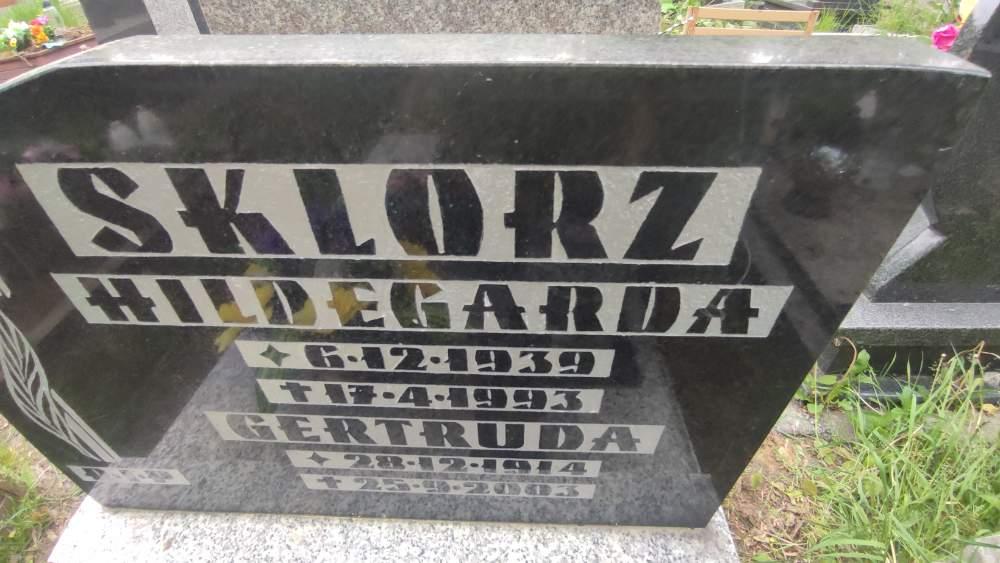 SKLORZ
HILDEGARDA
6·12·1939
17·4·1993
GERTRUDA
28·12·1914
25·9·2003